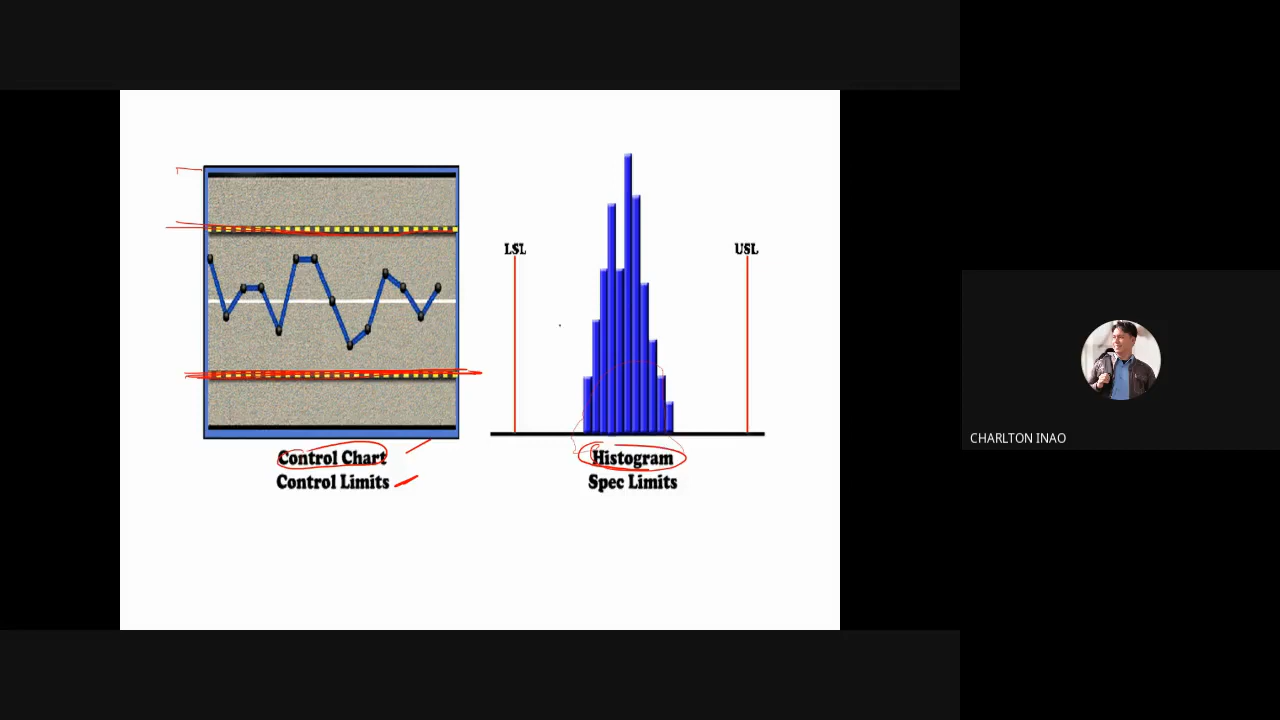 LSL
USL
Control Chart
Control Limits
Histogram
Spec Limits
CHARLTON INAO